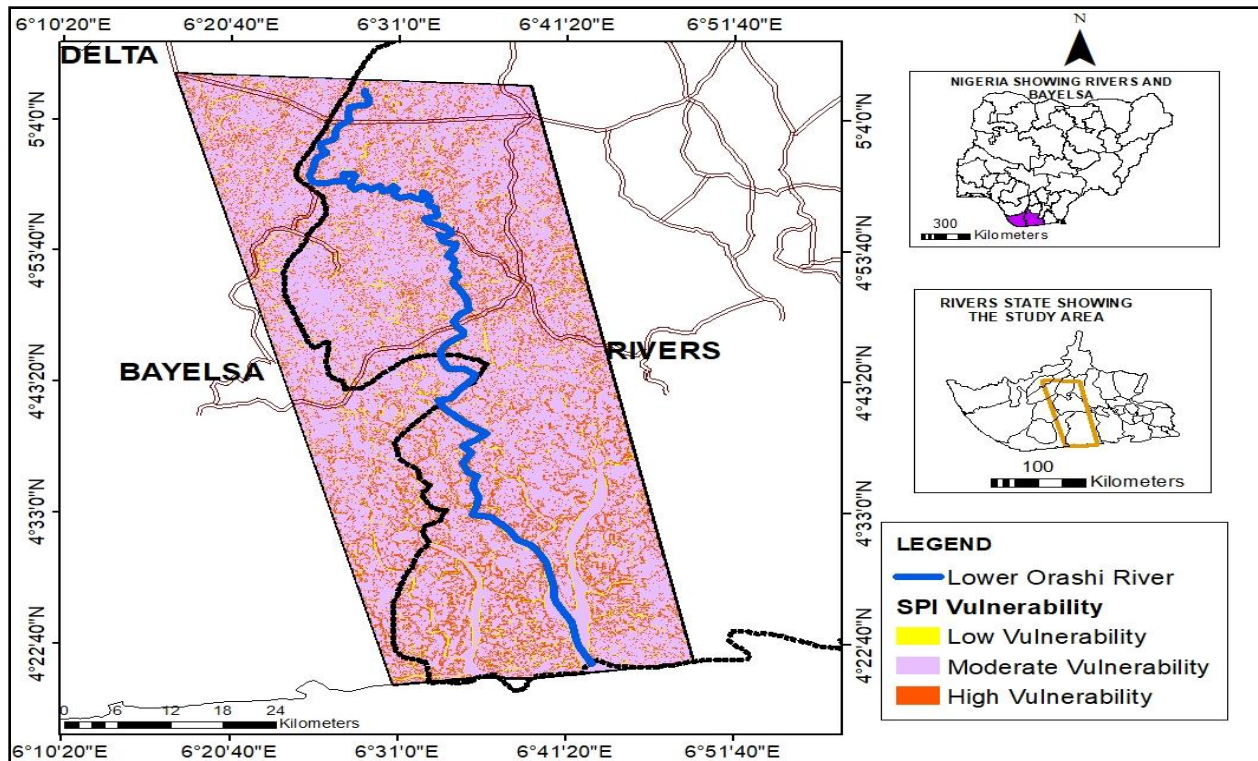 6°10'20"E 6°20'40"E 6°31'0"E 6°41'20"E 6°51'40"E
DELTA
5°4'0"N
4°53'40"N
4°43'20"N
4°33'0"N
4°22'40"N
BAYELSA
RIVERS
5°4'0"N
4°53'40"N
4°43'20"N
4°33'0"N
4°22'40"N
0 6 12 18 24
Kilometers
6°10'20"E 6°20'40"E 6°31'0"E 6°41'20"E 6°51'40"E
N
NIGERIA SHOWING RIVERS AND
BAYELSA
300
Kilometers
RIVERS STATE SHOWING
THE STUDY AREA
100
Kilometers
LEGEND
Lower Orashi River
SPI Vulnerability
Low Vulnerability
Moderate Vulnerability
High Vulnerability